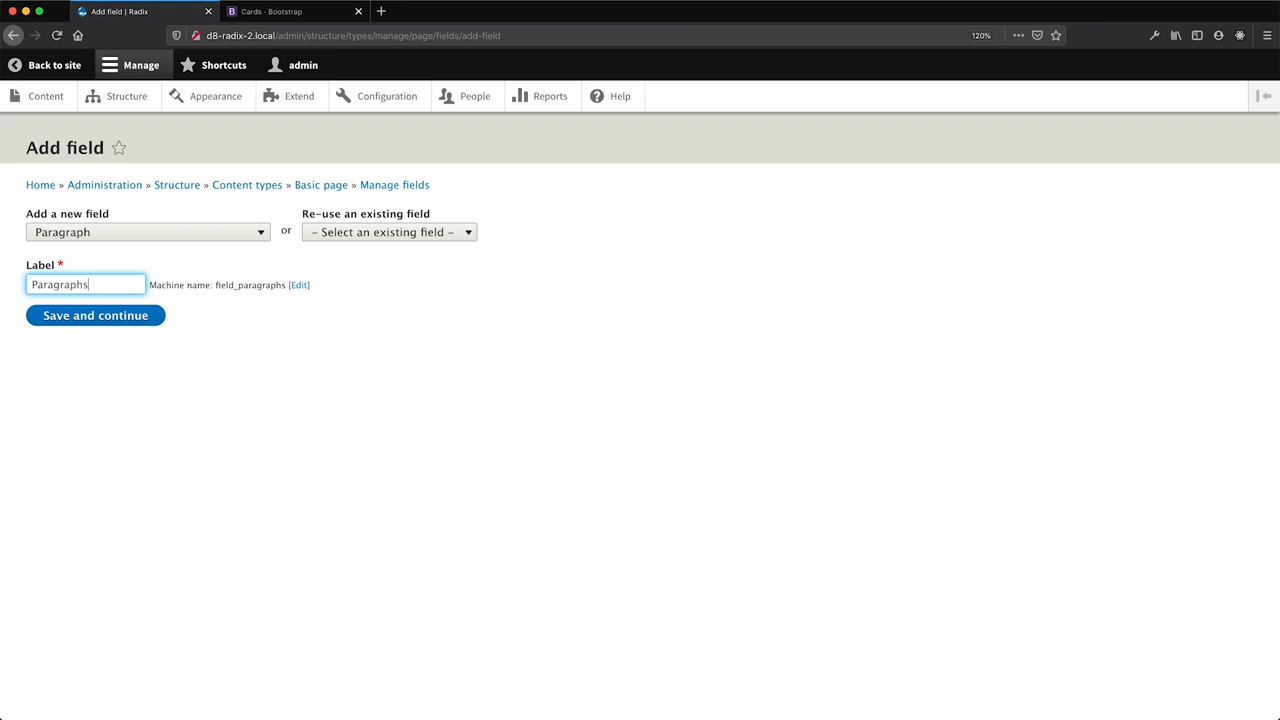 Add field | Radix
Cards · Bootstrap
d8-radix-2.local/admin/structure/types/manage/page/fields/add-field 120%
Back to site Manage Shortcuts admin
Content Structure Appearance Extend Configuration People Reports Help
Add field
Home » Administration » Structure » Content types » Basic page » Manage fields
Add a new field Re-use an existing field
Paragraph or - Select an existing field -
Label *
Paragraphs Machine name: field_paragraphs [Edit]
Save and continue